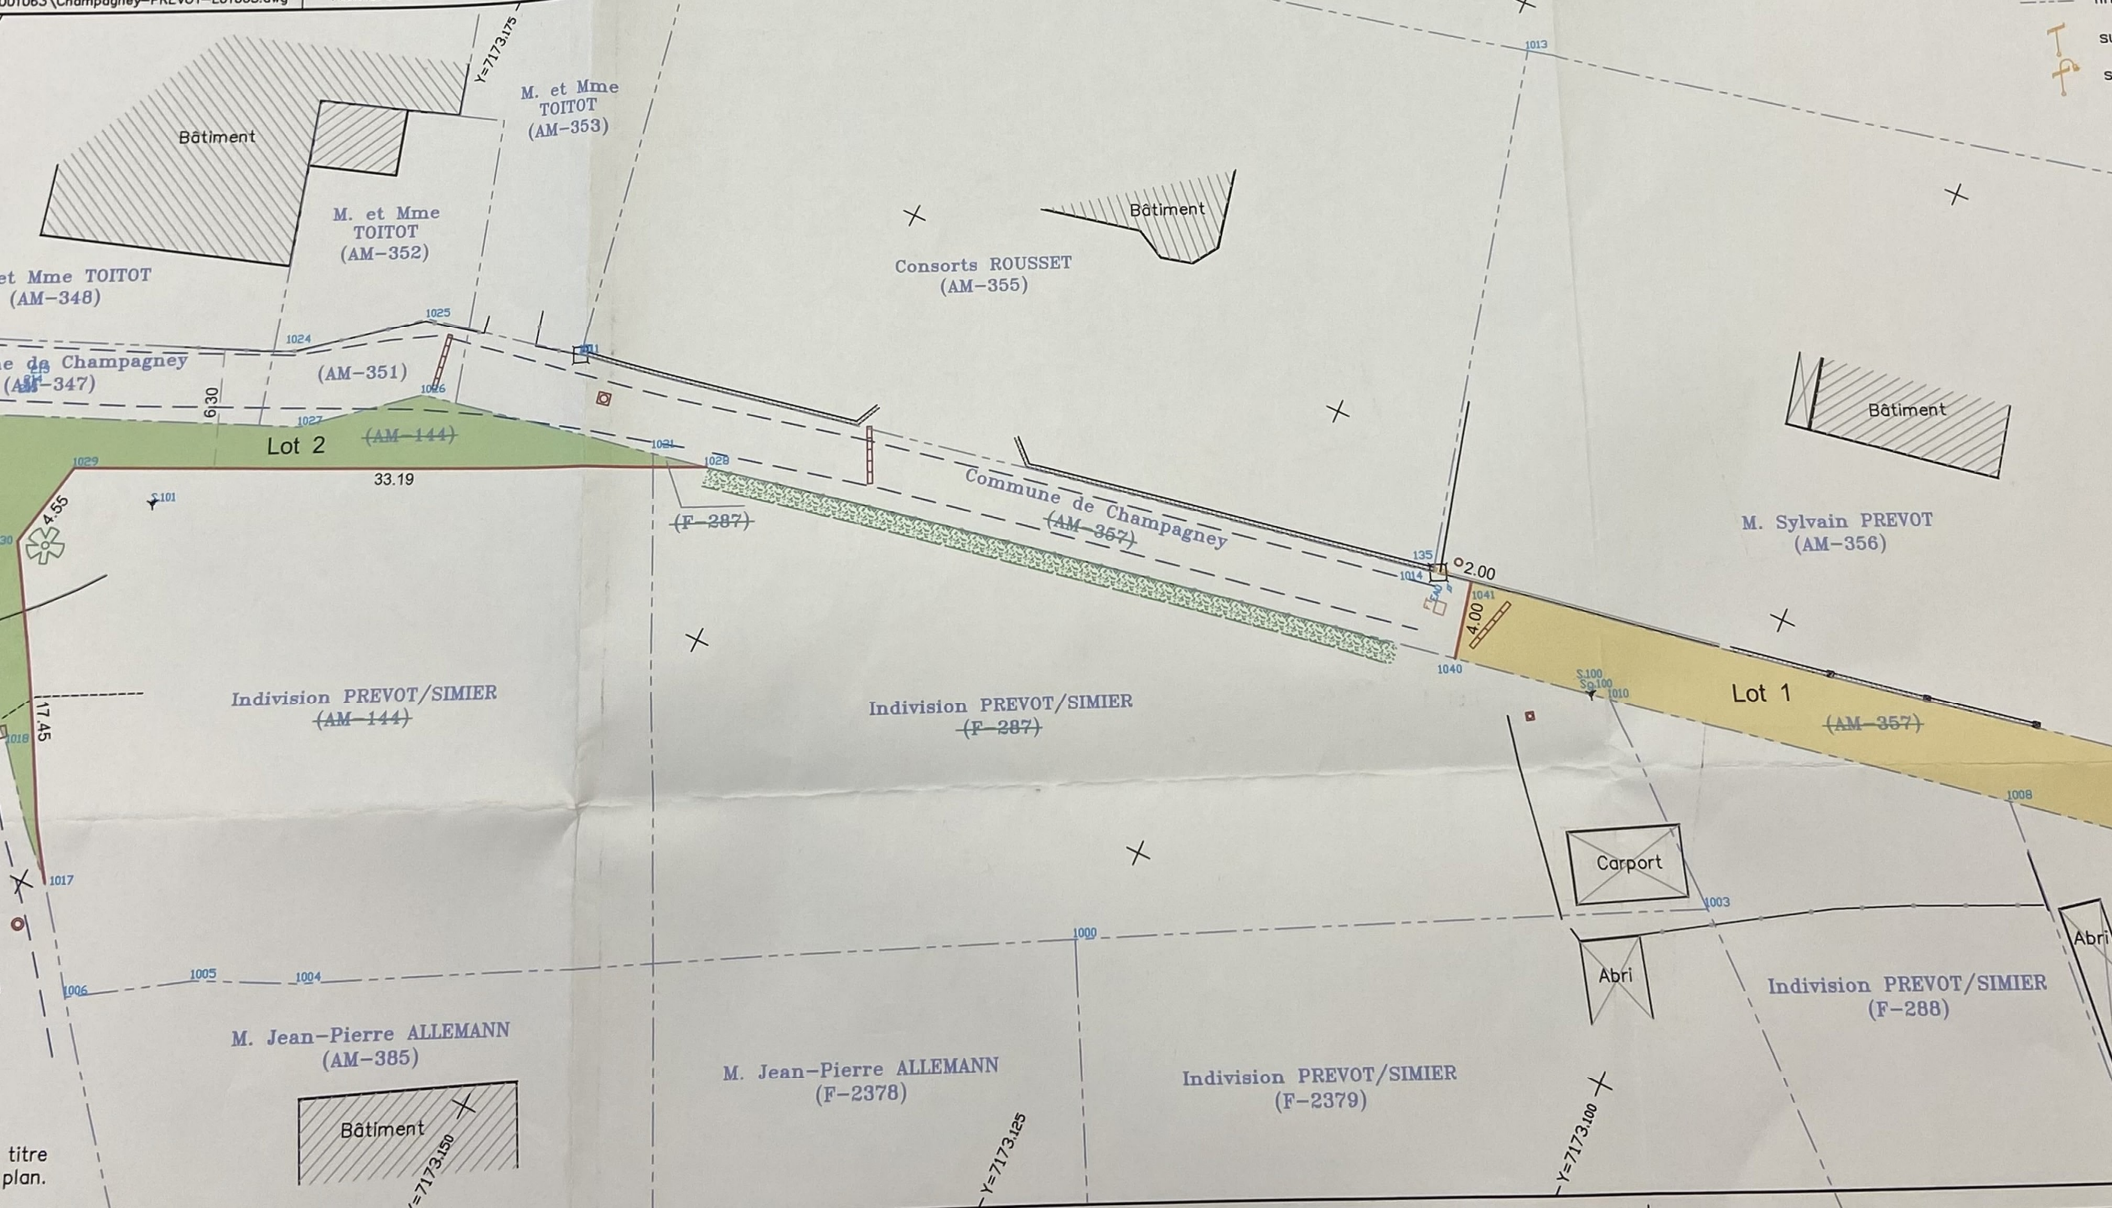 Y=7173.175
1013
M. et Mme
TOITOT
(AM-353)
Bâtiment
M. et Mme
TOITOT
(AM-352)
Bâtiment
Consorts ROUSSET
(AM-355)
et Mme TOITOT
(AM-348)
1025
1024
e de Champagney
-347)
(AM-351)
1026
6.30
1027
Lot 2
(AM-144)
1021
1028
1029
33.19
4.55
S.101
30
(F-287)
Commune de Champagney
(AM-357)
Bâtiment
M. Sylvain PREVOT
(AM-356)
135
1014
2.00
1041
4.00
1040
S.100
1010
Lot 1
(AM-357)
Indivision PREVOT/SIMIER
(AM-144)
Indivision PREVOT/SIMIER
(F-287)
17.45
1018
1008
Carport
1003
1017
1000
1005
1004
1006
Abri
Abri
Indivision PREVOT/SIMIER
(F-288)
M. Jean-Pierre ALLEMANN
(AM-385)
M. Jean-Pierre ALLEMANN
(F-2378)
Indivision PREVOT/SIMIER
(F-2379)
Bâtiment
=7173.150
Y=7173.125
Y=7173.100
titre
plan.